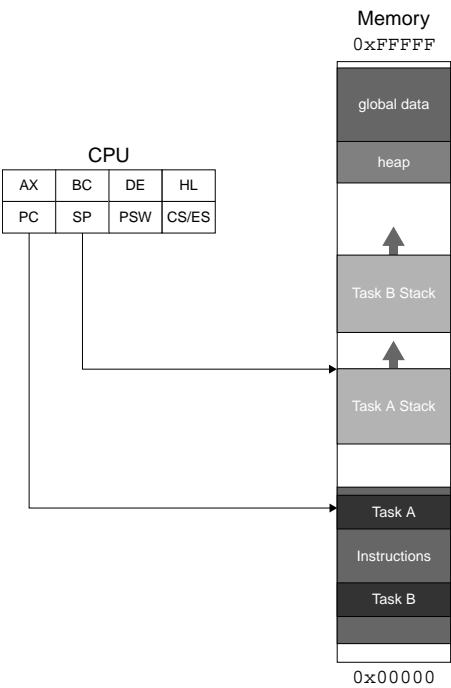 Memory
0xFFFFF
global data
heap
CPU
AX BC DE HL
PC SP PSW CS/ES
Task B Stack
Task A Stack
Task A
Instructions
Task B
0x00000